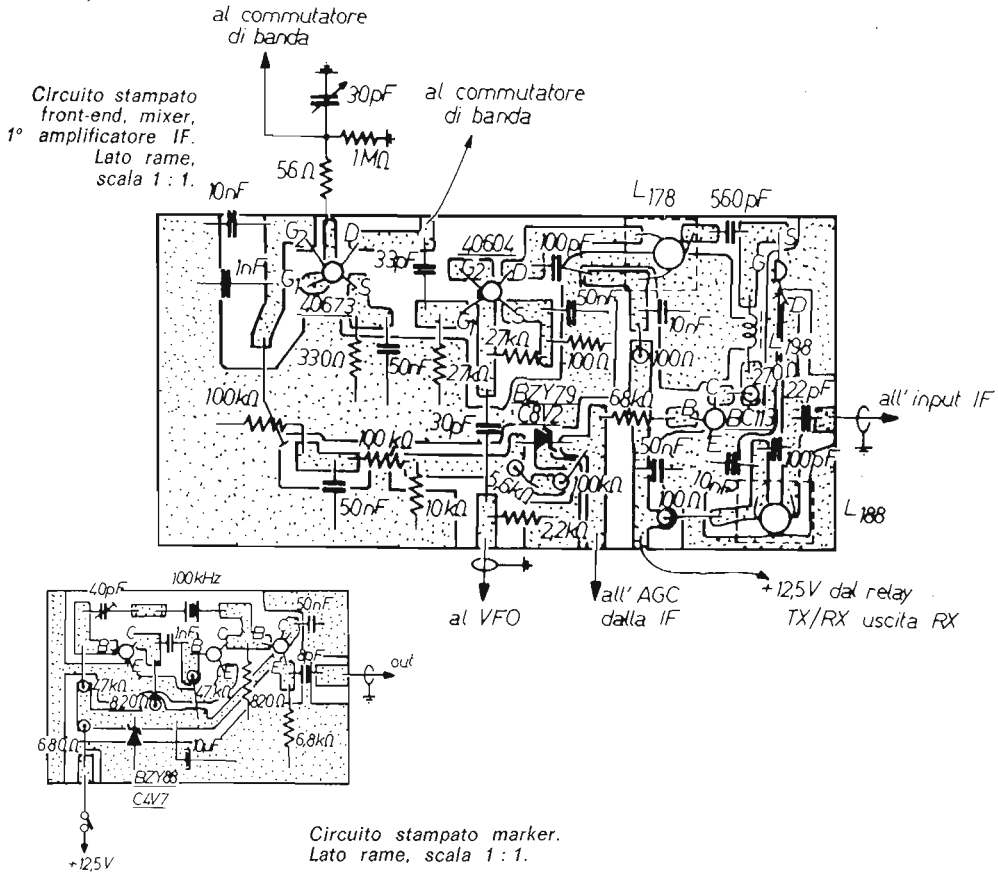 al commutatore
di banda
Circuito stampato
front-end, mixer,
1° amplificatore IF.
Lato rame,
scala 1 : 1.
30pF
al commutatore
di banda
1MΩ
56Ω
10nF
L178
560pF
G2
D
33pF
40604
100pF
S
1nF
G2
D
G
G1
S
50nF
D
40673
G1
10nF
27kΩ
L198
330Ω
50nF
27kΩ
100Ω
100Ω
270Ω
BZY79
C8V2
68kΩ
C
22pF
all'input IF
100kΩ
B
BC113
30pF
E
100kΩ
50nF
100pF
5,6kΩ
100kΩ
10nF
50nF
10kΩ
100Ω
2,2kΩ
L188
al VFO
all'AGC
dalla IF
+12,5V dal relay
TX/RX uscita RX
100kHz
40pF
50nF
C
1nF
C
B
C
B
B
E
E
E
8pF
out
47kΩ
47kΩ
820Ω
820Ω
680Ω
10µF
6,8kΩ
BZY88
C4V7
+12,5V
Circuito stampato marker.
Lato rame, scala 1 : 1.